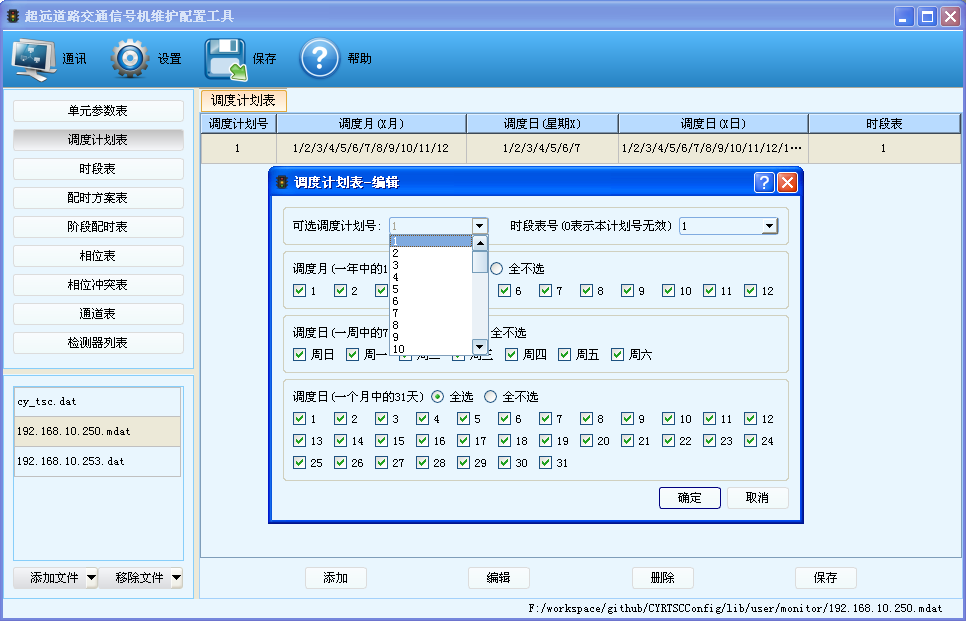 超远道路交通信号机维护配置工具
通讯 设置 保存 ? 帮助
单元参数表
调度计划表
时段表
配时方案表
阶段配时表
相位表
相位冲突表
通道表
检测器列表
cy_tsc.dat
192.168.10.250.mdat
192.168.10.253.dat
添加文件 移除文件
调度计划表
调度计划号 调度月(X月) 调度日(星期X) 调度日(X日) 时段表
1 1/2/3/4/5/6/7/8/9/10/11/12 1/2/3/4/5/6/7 1/2/3/4/5/6/7/8/9/10/11/12/1··· 1
调度计划表-编辑 ?
可选调度计划号: 1 时段表号(0表示本计划号无效) 1
1
2
3
4
5
6
7
8
9
10
调度月(一年中的1 全不选
1 2 6 7 8 9 10 11 12
调度日(一周中的7 全不选
周日 周一 周三 周四 周五 周六
调度日(一个月中的31天) 全选 全不选
1 2 3 4 5 6 7 8 9 10 11 12
13 14 15 16 17 18 19 20 21 22 23 24
25 26 27 28 29 30 31
确定 取消
添加 编辑 删除 保存
F:/workspace/github/CYRTSCConfig/lib/user/monitor/192.168.10.250.mdat